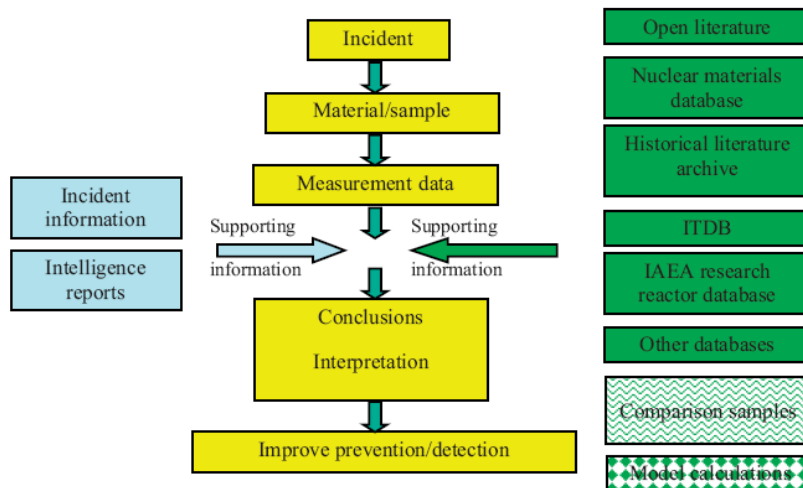 Incident
Material/sample
Measurement data
Incident
information
Intelligence
reports
Supporting
information
Supporting
information
Conclusions
Interpretation
Improve prevention/detection
Open literature
Nuclear materials
database
Historical literature
archive
ITDB
IAEA research
reactor database
Other databases
Comparison samples
Model calculations